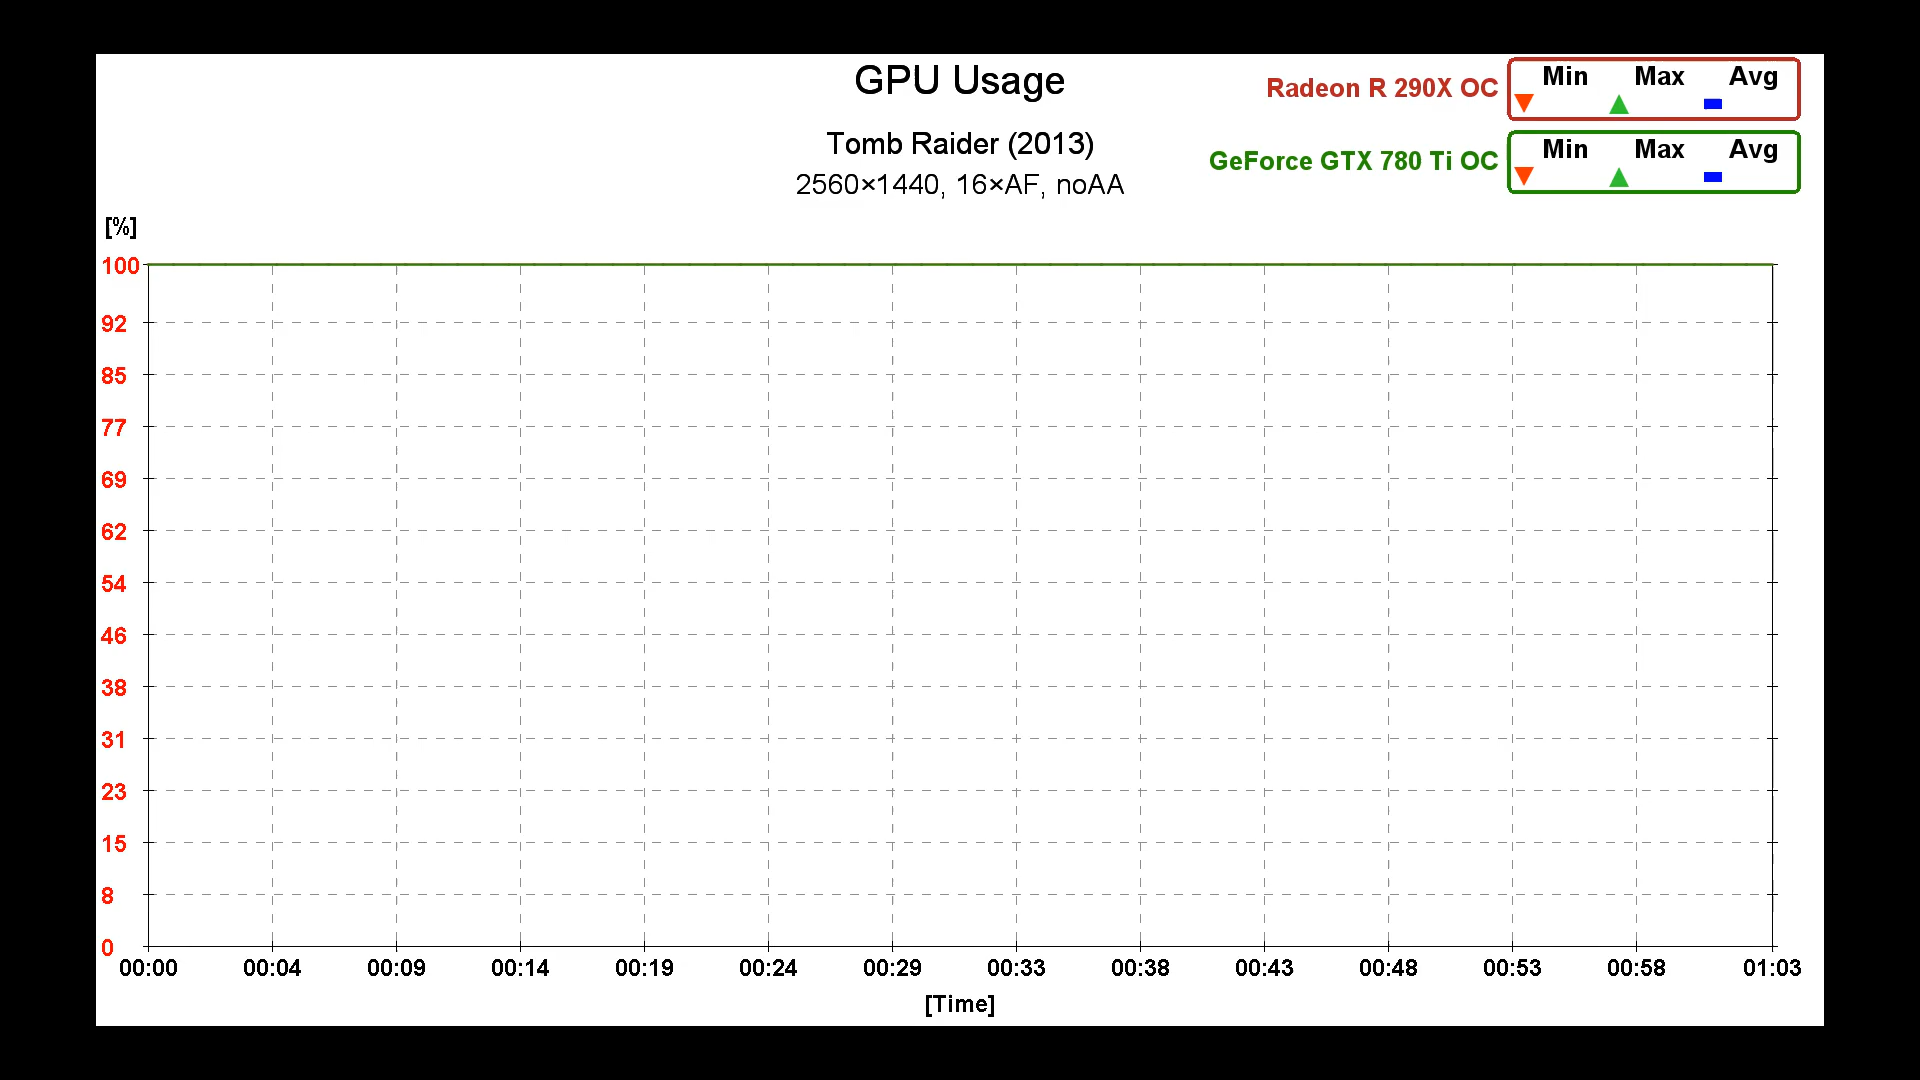 GPU Usage
Tomb Raider (2013)
2560×1440, 16×AF, noAA
Radeon R 290X OC
Min Max Avg
GeForce GTX 780 Ti OC
Min Max Avg
[%]
100
92
85
77
69
62
54
46
38
31
23
15
8
0
00:00 00:04 00:09 00:14 00:19 00:24 00:29 00:33 00:38 00:43 00:48 00:53 00:58 01:03
[Time]